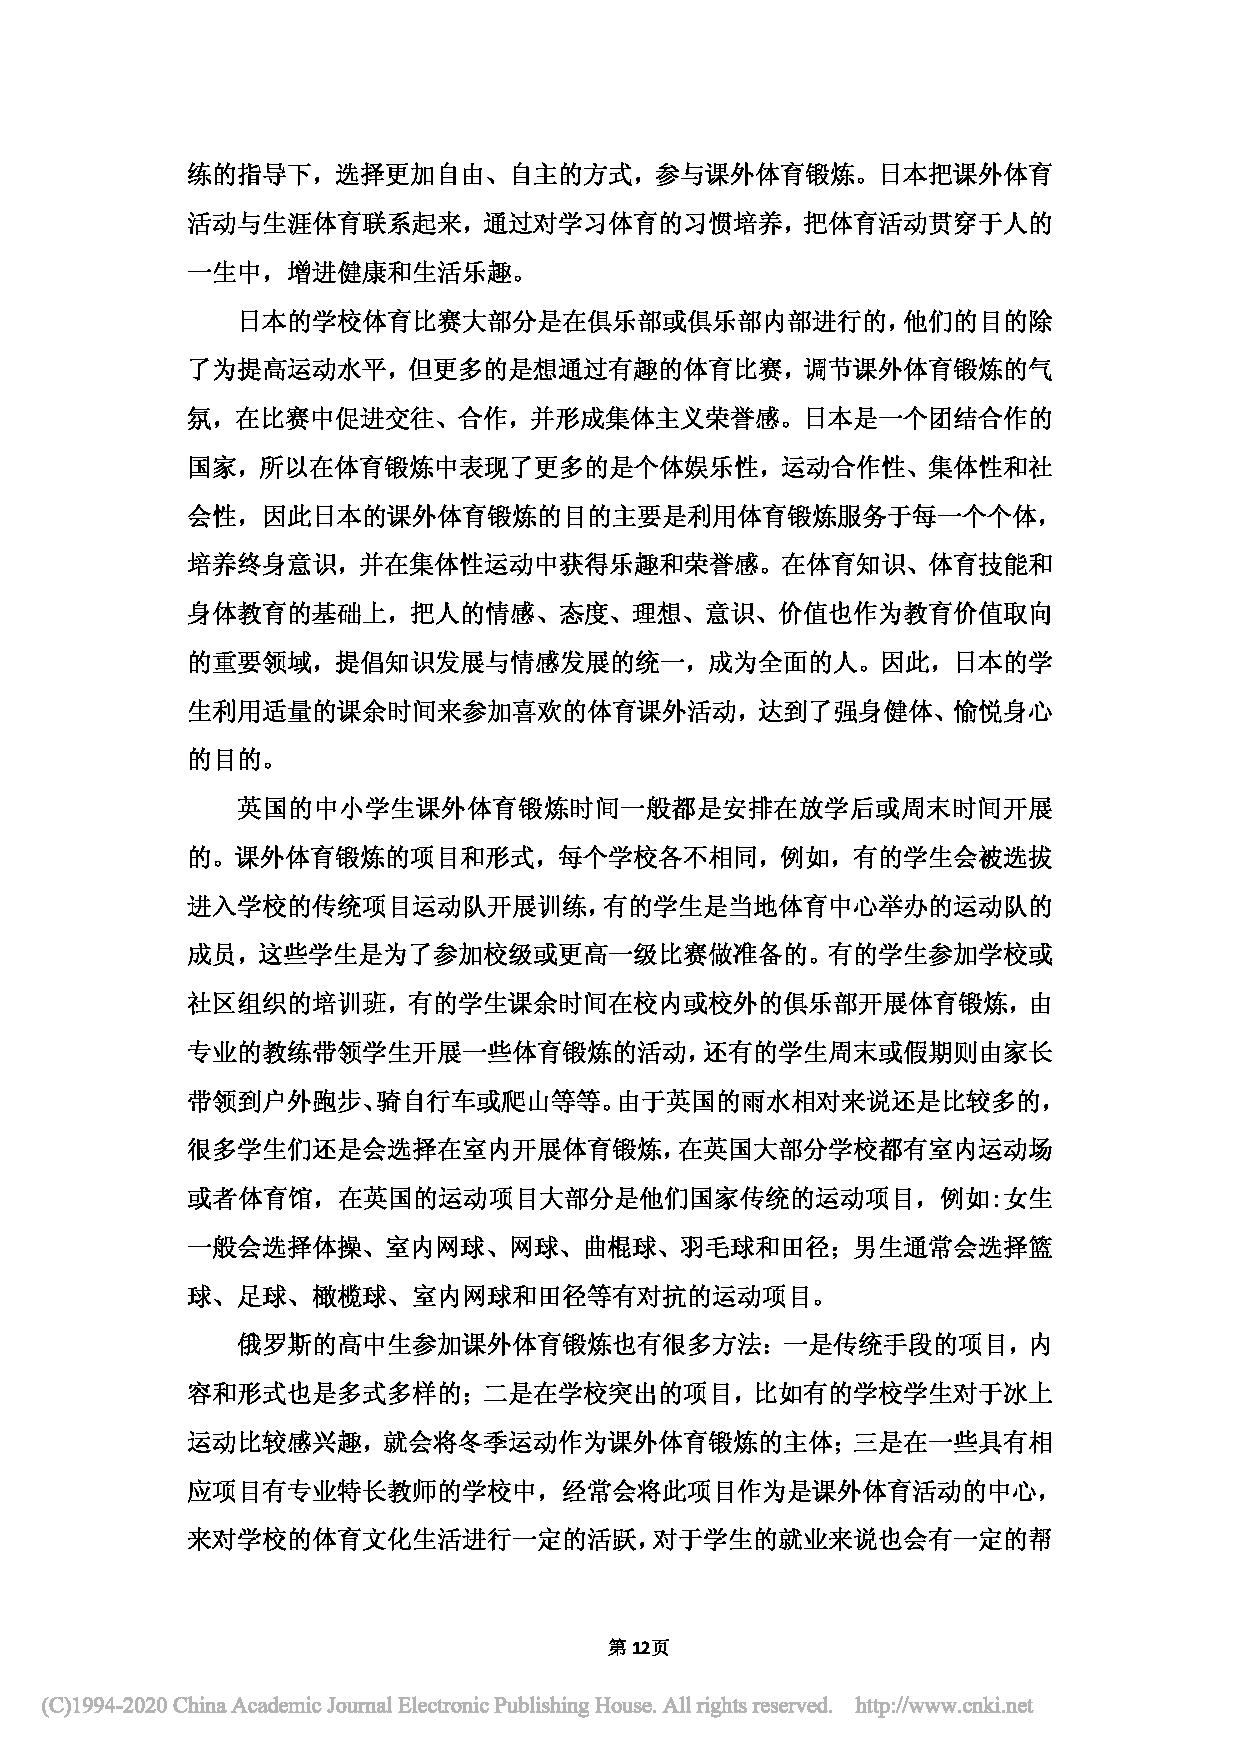 练的指导下，选择更加自由、自主的方式，参与课外体育锻炼。日本把课外体育
活动与生涯体育联系起来，通过对学习体育的习惯培养，把体育活动贯穿于人的
一生中，增进健康和生活乐趣。
日本的学校体育比赛大部分是在俱乐部或俱乐部内部进行的，他们的目的除
了为提高运动水平，但更多的是想通过有趣的体育比赛，调节课外体育锻炼的气
氛，在比赛中促进交往、合作，并形成集体主义荣誉感。日本是一个团结合作的
国家，所以在体育锻炼中表现了更多的是个体娱乐性，运动合作性、集体性和社
会性，因此日本的课外体育锻炼的目的主要是利用体育锻炼服务于每一个个体，
培养终身意识，并在集体性运动中获得乐趣和荣誉感。在体育知识、体育技能和
身体教育的基础上，把人的情感、态度、理想、意识、价值也作为教育价值取向
的重要领域，提倡知识发展与情感发展的统一，成为全面的人。因此，日本的学
生利用适量的课余时间来参加喜欢的体育课外活动，达到了强身健体、愉悦身心
的目的。
英国的中小学生课外体育锻炼时间一般都是安排在放学后或周末时间开展
的。课外体育锻炼的项目和形式，每个学校各不相同，例如，有的学生会被选拔
进入学校的传统项目运动队开展训练，有的学生是当地体育中心举办的运动队的
成员，这些学生是为了参加校级或更高一级比赛做准备的。有的学生参加学校或
社区组织的培训班，有的学生课余时间在校内或校外的俱乐部开展体育锻炼，由
专业的教练带领学生开展一些体育锻炼的活动，还有的学生周末或假期则由家长
带领到户外跑步、骑自行车或爬山等等。由于英国的雨水相对来说还是比较多的，
很多学生们还是会选择在室内开展体育锻炼，在英国大部分学校都有室内运动场
或者体育馆，在英国的运动项目大部分是他们国家传统的运动项目，例如:女生
一般会选择体操、室内网球、网球、曲棍球、羽毛球和田径；男生通常会选择篮
球、足球、橄榄球、室内网球和田径等有对抗的运动项目。
俄罗斯的高中生参加课外体育锻炼也有很多方法：一是传统手段的项目，内
容和形式也是多式多样的；二是在学校突出的项目，比如有的学校学生对于冰上
运动比较感兴趣，就会将冬季运动作为课外体育锻炼的主体；三是在一些具有相
应项目有专业特长教师的学校中，经常会将此项目作为是课外体育活动的中心，
来对学校的体育文化生活进行一定的活跃，对于学生的就业来说也会有一定的帮
第 12页
(C)1994-2020 China Academic Journal Electronic Publishing House. All rights reserved. http://www.cnki.net